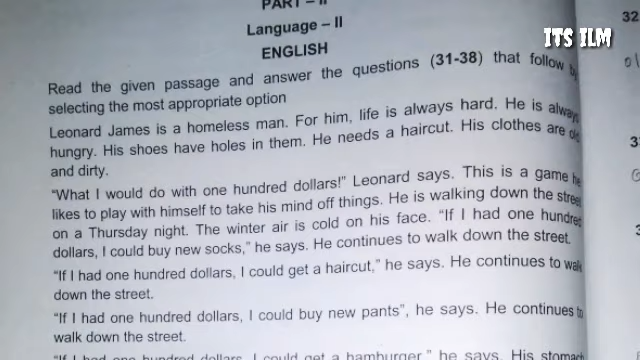 PART – II
Language – II
ENGLISH
Read the given passage and answer the questions (31-38) that follow by
selecting the most appropriate option
Leonard James is a homeless man. For him, life is always hard. He is always
hungry. His shoes have holes in them. He needs a haircut. His clothes are old
and dirty.
“What I would do with one hundred dollars!” Leonard says. This is a game he
likes to play with himself to take his mind off things. He is walking down the street
on a Thursday night. The winter air is cold on his face. “If I had one hundred
dollars, I could buy new socks,” he says. He continues to walk down the street.
“If I had one hundred dollars, I could get a haircut,” he says. He continues to walk
down the street.
“If I had one hundred dollars, I could buy new pants”, he says. He continues to
walk down the street.
“If I had one hundred dollars, I could get a hamburger,” he says. His stomach
ITS ILM
32